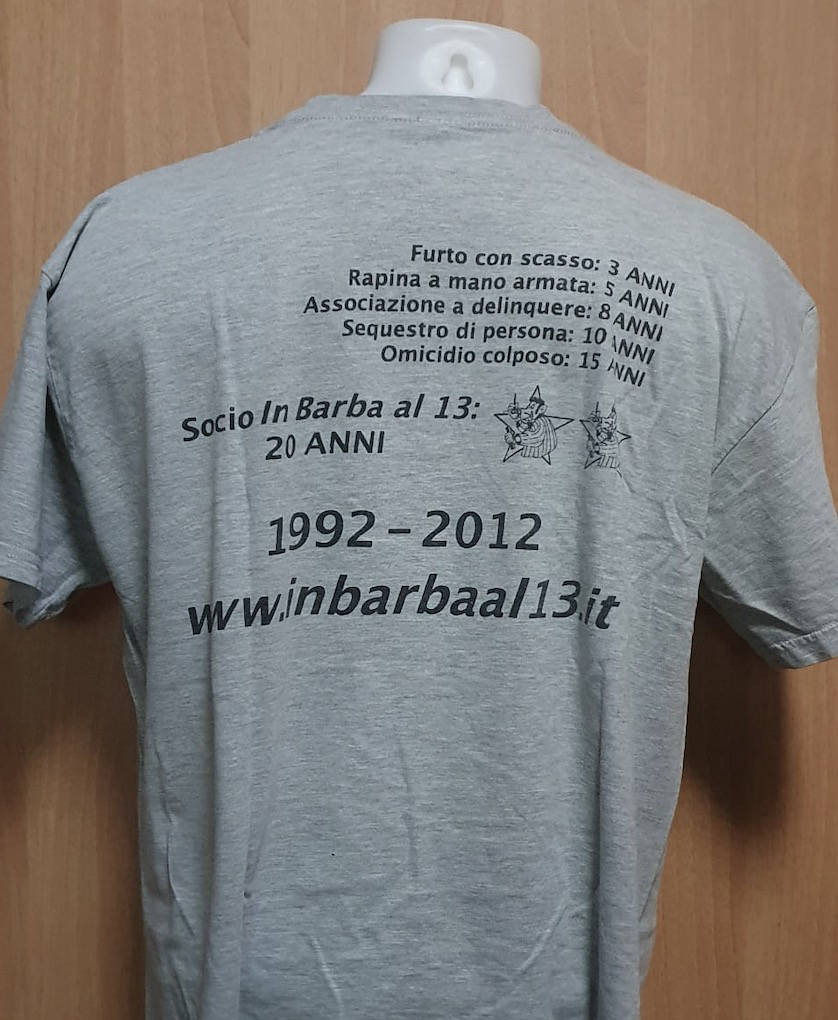 Furto con scasso: 3 ANNI
Rapina a mano armata: 5 ANNI
Associazione a delinquere: 8 ANNI
Sequestro di persona: 10 ANNI
Omicidio colposo: 15 ANNI
Socio In Barba al 13:
20 ANNI
1992 – 2012
www.inbarbaal13.it